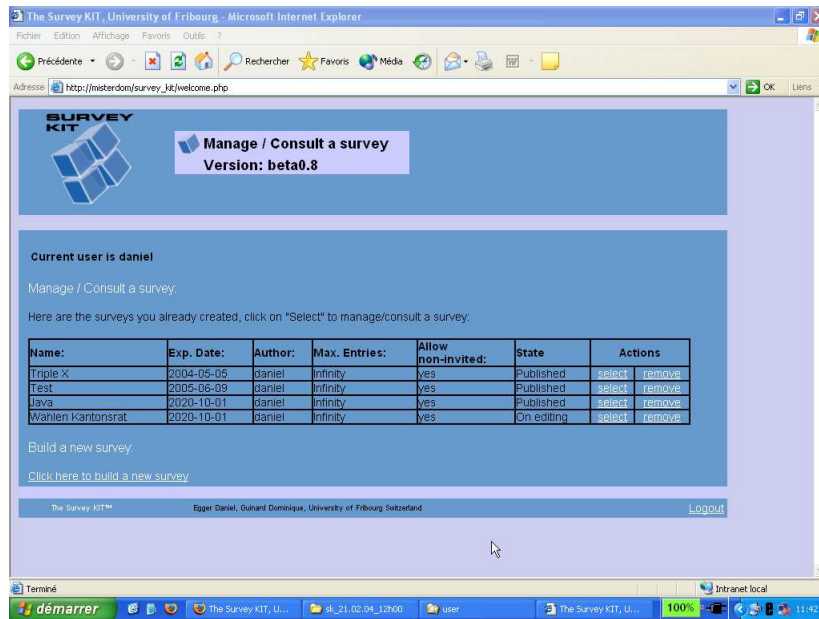 The Survey KIT, University of Fribourg - Microsoft Internet Explorer
Fichier Edition Affichage Favoris Outils ?
Précédente Rechercher Favoris Média
Adresse http://misterdom/survey_kit/welcome.php OK Liens
SURVEY
KIT
Manage / Consult a survey
Version: beta0.8
Current user is daniel
Manage / Consult a survey:
Here are the surveys you already created, click on "Select" to manage/consult a survey:
Name: Exp. Date: Author: Max. Entries: Allow non-invited: State Actions
Triple X 2004-05-05 daniel Infinity yes Published select remove
Test 2005-06-09 daniel Infinity yes Published select remove
Java 2020-10-01 daniel Infinity yes Published select remove
Wahlen Kantonsrat 2020-10-01 daniel Infinity yes On editing select remove
Build a new survey:
Click here to build a new survey
The Survey KIT™ Egger Daniel, Guinard Dominique, University of Fribourg Switzerland Logout
Terminé Intranet local
démarrer The Survey KIT, U... sk_21.02.04_12h00 user The Survey KIT, U... 100% 11:42